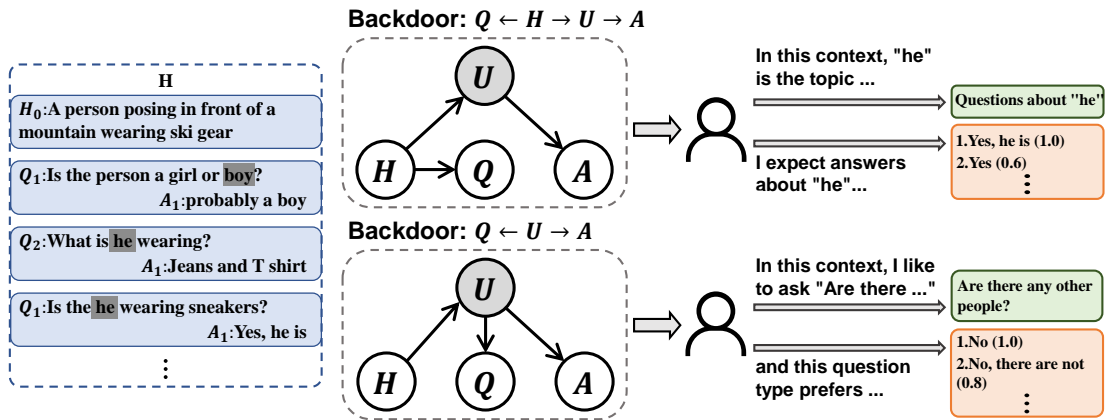 H
H₀:A person posing in front of a
mountain wearing ski gear
Q₁:Is the person a girl or boy?
A₁:probably a boy
Q₂:What is he wearing?
A₁:Jeans and T shirt
Q₁:Is the he wearing sneakers?
A₁:Yes, he is
⋮
Backdoor: Q ← H → U → A
U
H
Q
A
In this context, "he"
is the topic ...
I expect answers
about "he"...
Questions about "he"
1.Yes, he is (1.0)
2.Yes (0.6)
⋮
Backdoor: Q ← U → A
U
H
Q
A
In this context, I like
to ask "Are there ..."
and this question
type prefers ...
Are there any other
people?
1.No (1.0)
2.No, there are not
(0.8)
⋮